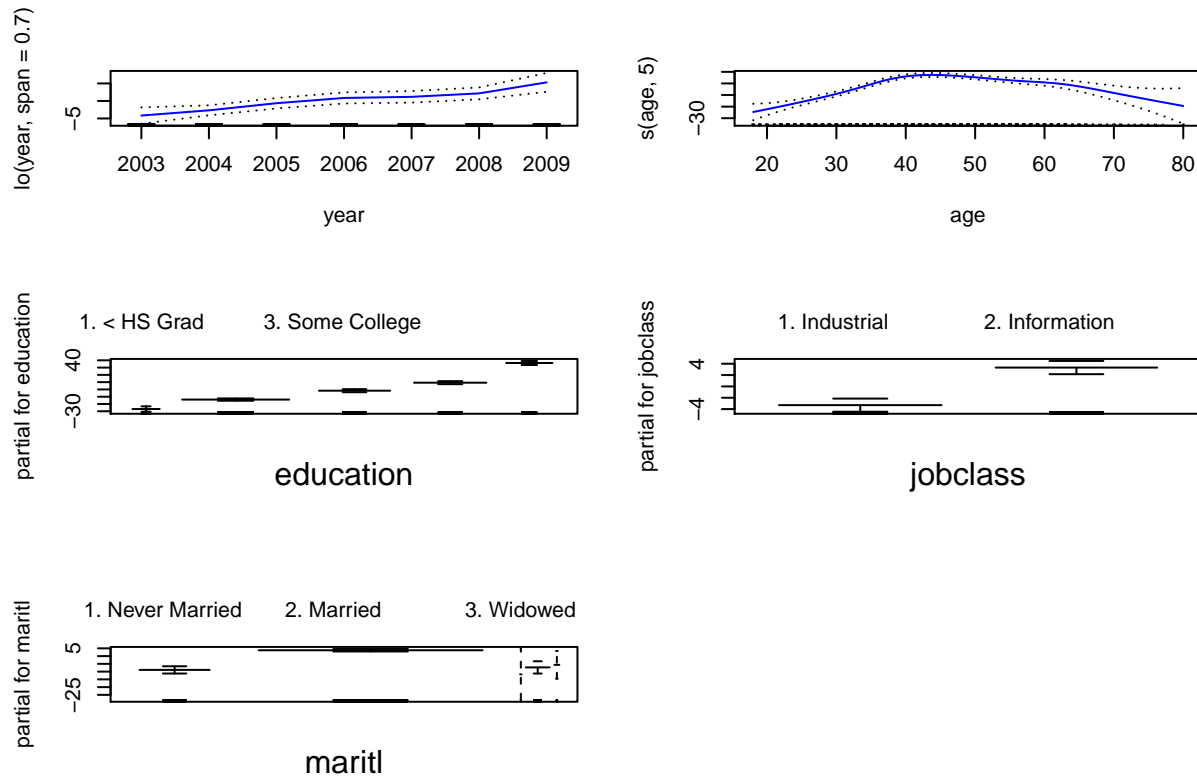 lo(year, span = 0.7)
−5
2003 2004 2005 2006 2007 2008 2009
year
s(age, 5)
−30
20 30 40 50 60 70 80
age
partial for education
1. < HS Grad 3. Some College
−30 40
education
partial for jobclass
1. Industrial 2. Information
−4 4
jobclass
partial for maritl
1. Never Married 2. Married 3. Widowed
−25 5
maritl